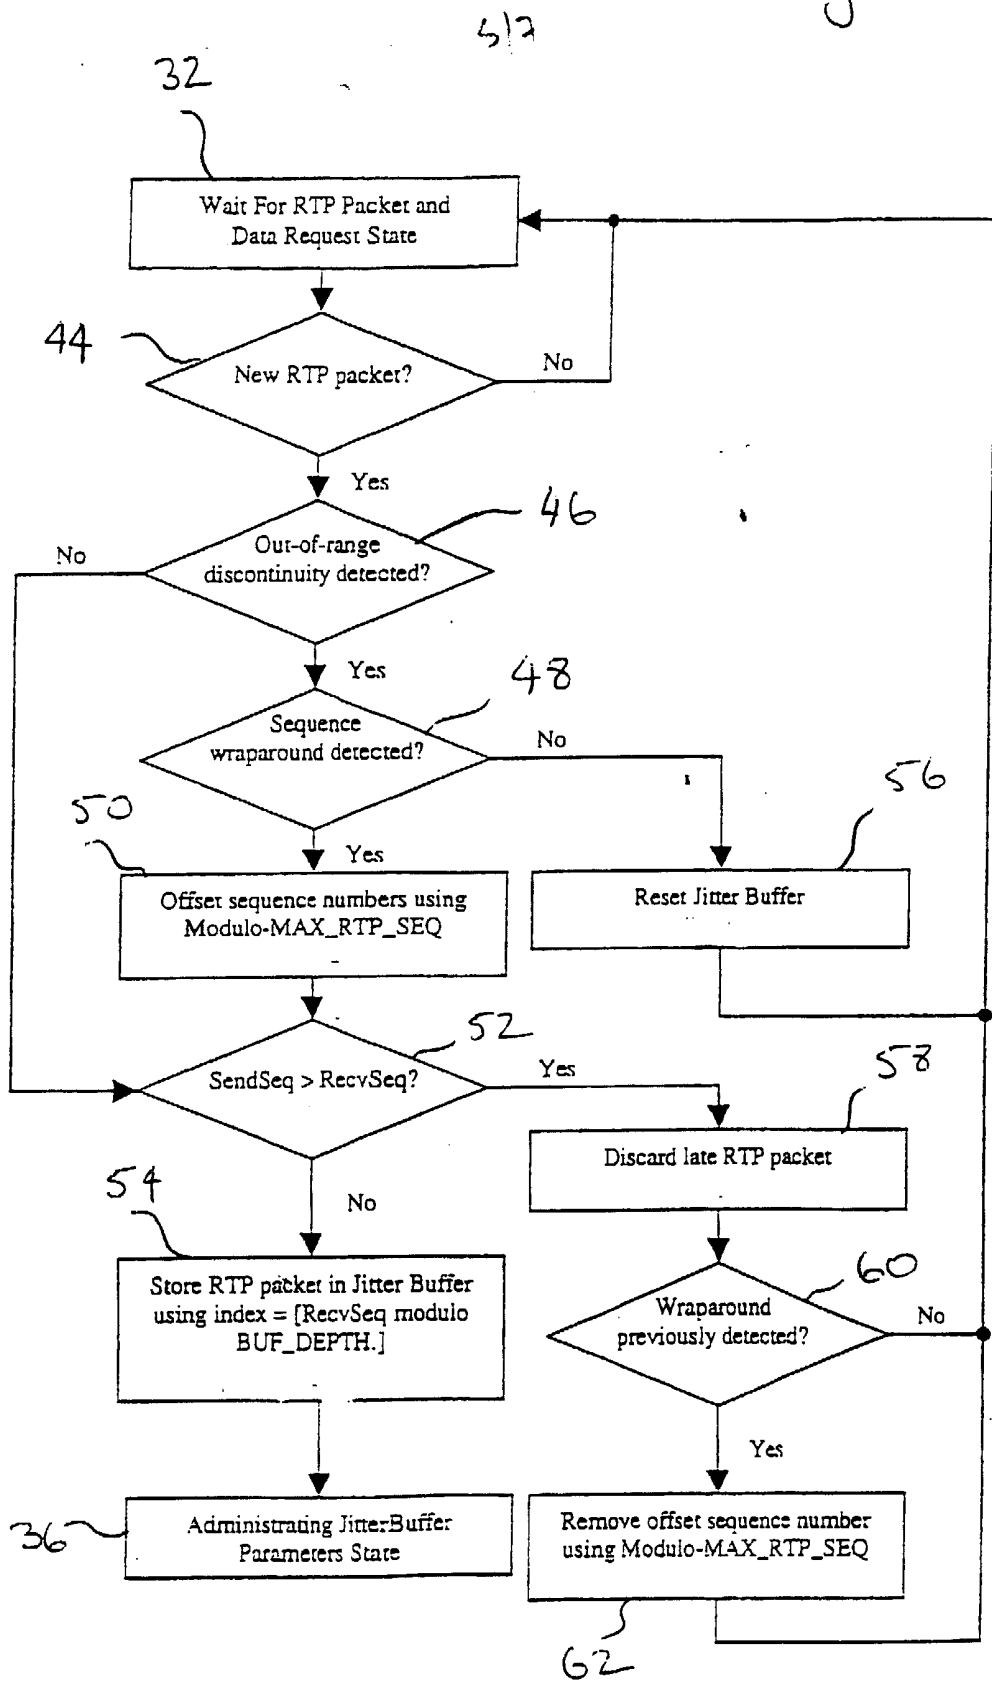 5/7
32
Wait For RTP Packet and
Data Request State
44
New RTP packet?
No
Yes
46
Out-of-range
discontinuity detected?
No
Yes
48
Sequence
wraparound detected?
No
Yes
50
Offset sequence numbers using
Modulo-MAX_RTP_SEQ
56
Reset Jitter Buffer
52
SendSeq > RecvSeq?
Yes
No
58
Discard late RTP packet
54
Store RTP packet in Jitter Buffer
using index = [RecvSeq modulo
BUF_DEPTH.]
60
Wraparound
previously detected?
No
Yes
36
Administrating JitterBuffer
Parameters State
Remove offset sequence number
using Modulo-MAX_RTP_SEQ
62